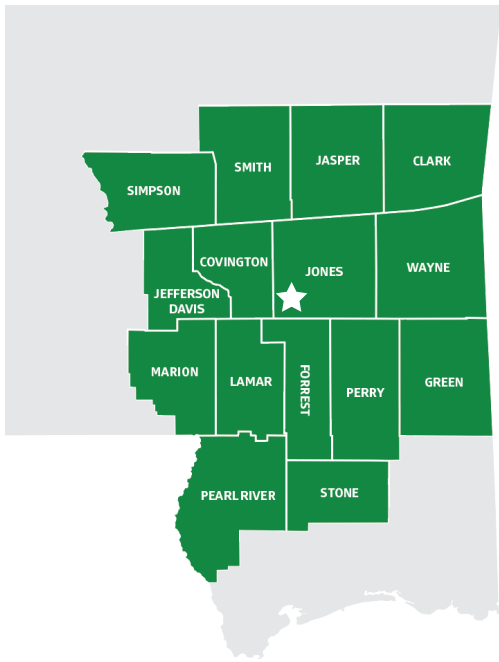 SMITH
JASPER
CLARK
SIMPSON
COVINGTON
JONES
WAYNE
JEFFERSON
DAVIS
MARION
LAMAR
FORREST
PERRY
GREEN
PEARL RIVER
STONE